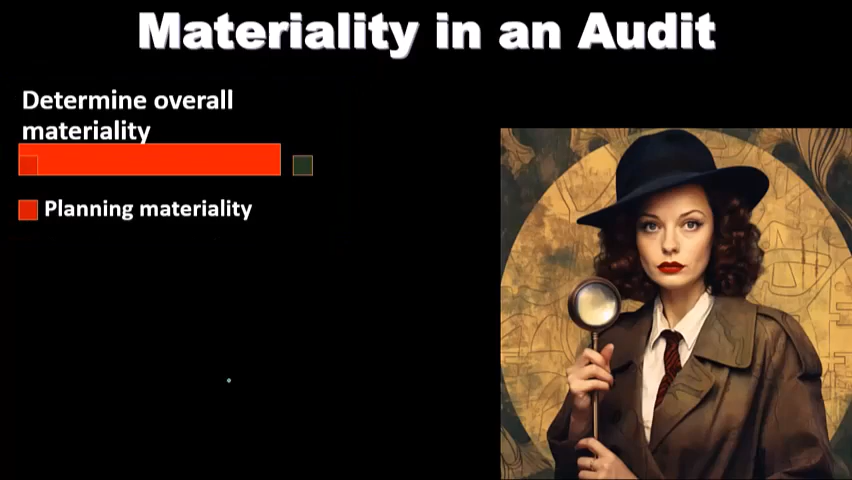 Materiality in an Audit
Determine overall
materiality
Planning materiality